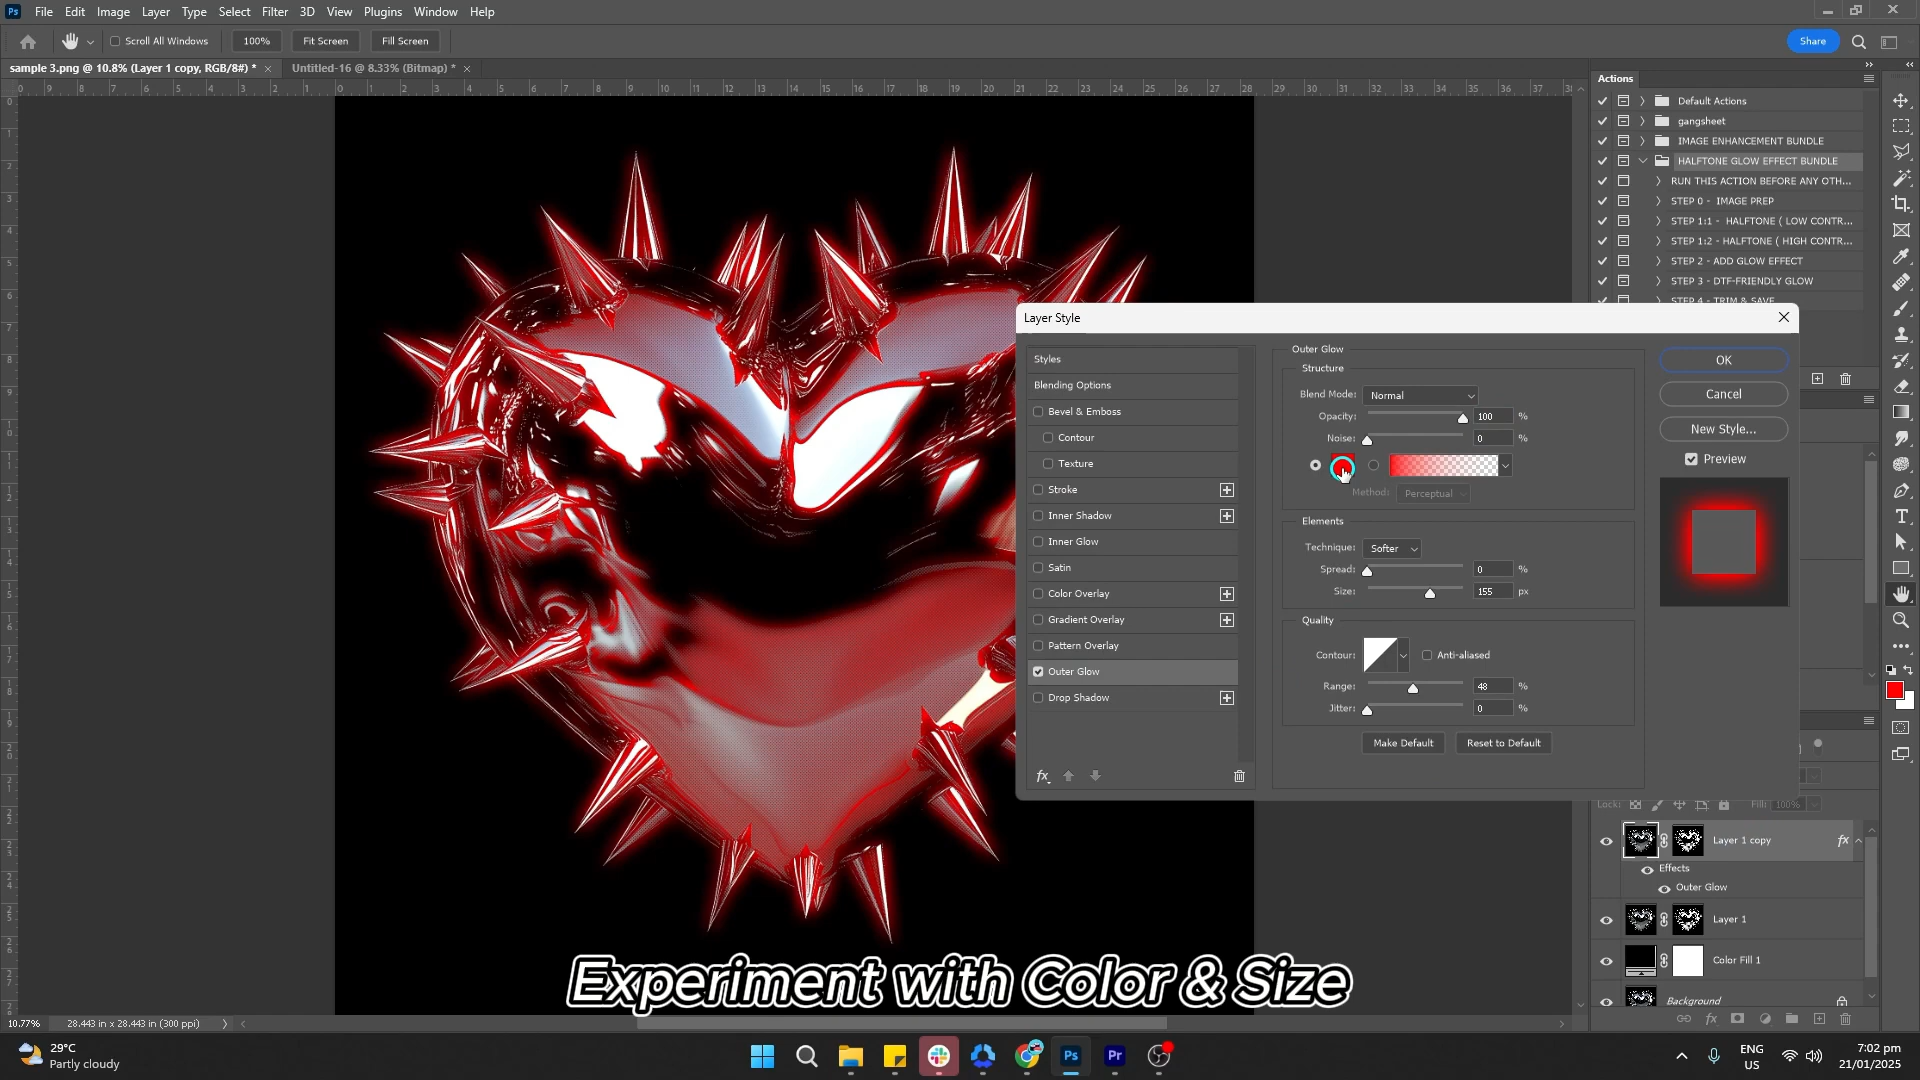 File Edit Image Layer Type Select Filter 3D View Plugins Window Help
Scroll All Windows 100% Fit Screen Fill Screen Share
sample 3.png @ 10.8% (Layer 1 copy, RGB/8#) * × Untitled-16 @ 8.33% (Bitmap) * ×
Actions
Default Actions
gangsheet
IMAGE ENHANCEMENT BUNDLE
HALFTONE GLOW EFFECT BUNDLE
RUN THIS ACTION BEFORE ANY OTH...
STEP 0 - IMAGE PREP
STEP 1:1 - HALFTONE ( LOW CONTR...
STEP 1:2 - HALFTONE ( HIGH CONTR...
STEP 2 - ADD GLOW EFFECT
STEP 3 - DTF-FRIENDLY GLOW
STEP 4 - TRIM & SAVE
Layer Style
Styles
Blending Options
Bevel & Emboss
Contour
Texture
Stroke
Inner Shadow
Inner Glow
Satin
Color Overlay
Gradient Overlay
Pattern Overlay
Outer Glow
Drop Shadow
fx
Outer Glow
Structure
Blend Mode: Normal
Opacity: 100 %
Noise: 0 %
Method: Perceptual
Elements
Technique: Softer
Spread: 0 %
Size: 155 px
Quality
Contour: Anti-aliased
Range: 48 %
Jitter: 0 %
Make Default Reset to Default
OK
Cancel
New Style...
Preview
Lock: Fill: 100%
Layer 1 copy fx
Effects
Outer Glow
Layer 1
Color Fill 1
Background
Experiment with Color & Size
10.77% 28.443 in x 28.443 in (300 ppi)
29°C
Partly cloudy
ENG
US
7:02 pm
21/01/2025